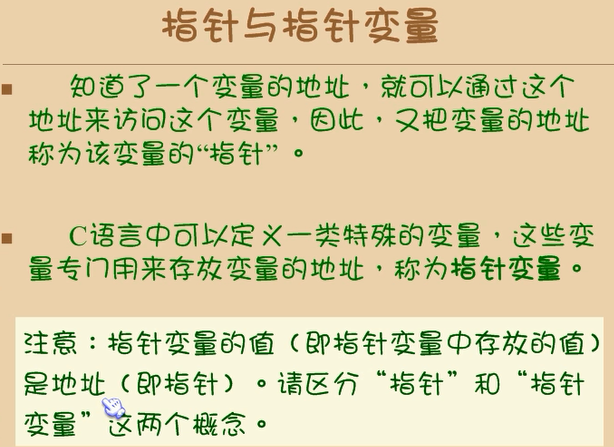 指针与指针变量
知道了一个变量的地址，就可以通过这个
地址来访问这个变量，因此，又把变量的地址
称为该变量的“指针”。
C语言中可以定义一类特殊的变量，这些变
量专门用来存放变量的地址，称为指针变量。
注意：指针变量的值（即指针变量中存放的值）
是地址（即指针）。请区分“指针”和“指针
变量”这两个概念。